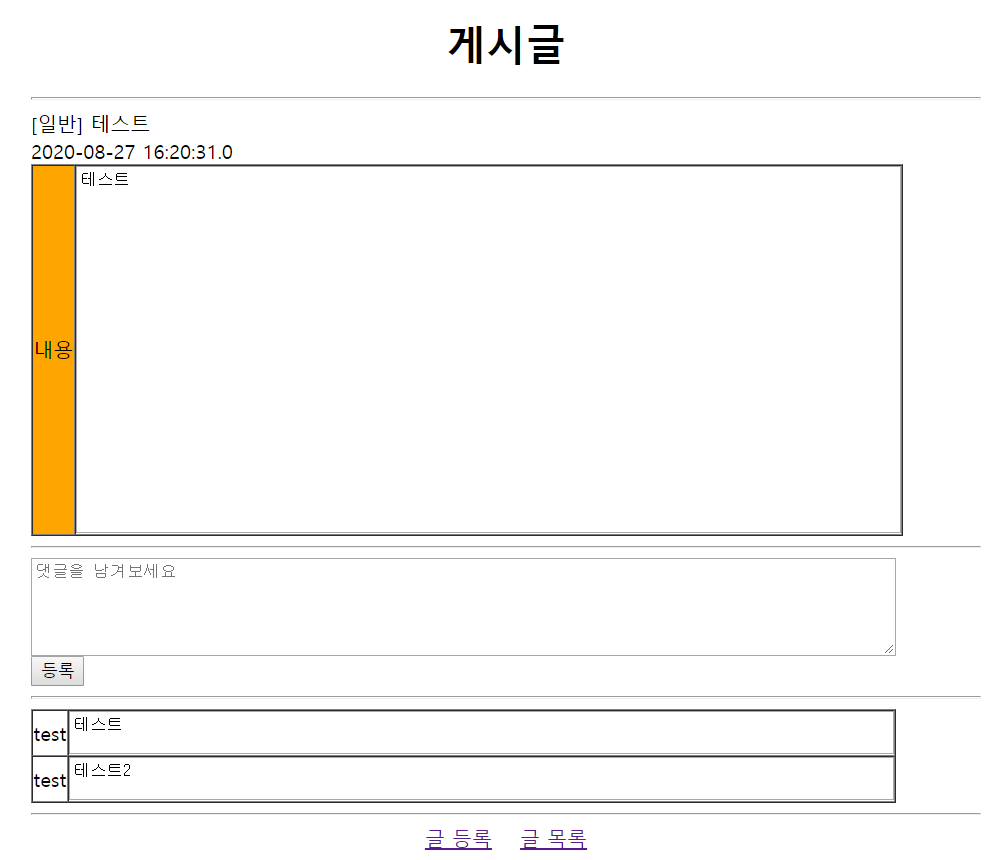 게시글
[일반] 테스트
2020-08-27 16:20:31.0
내용 테스트
댓글을 남겨보세요
등록
test 테스트
test 테스트2
글 등록 글 목록